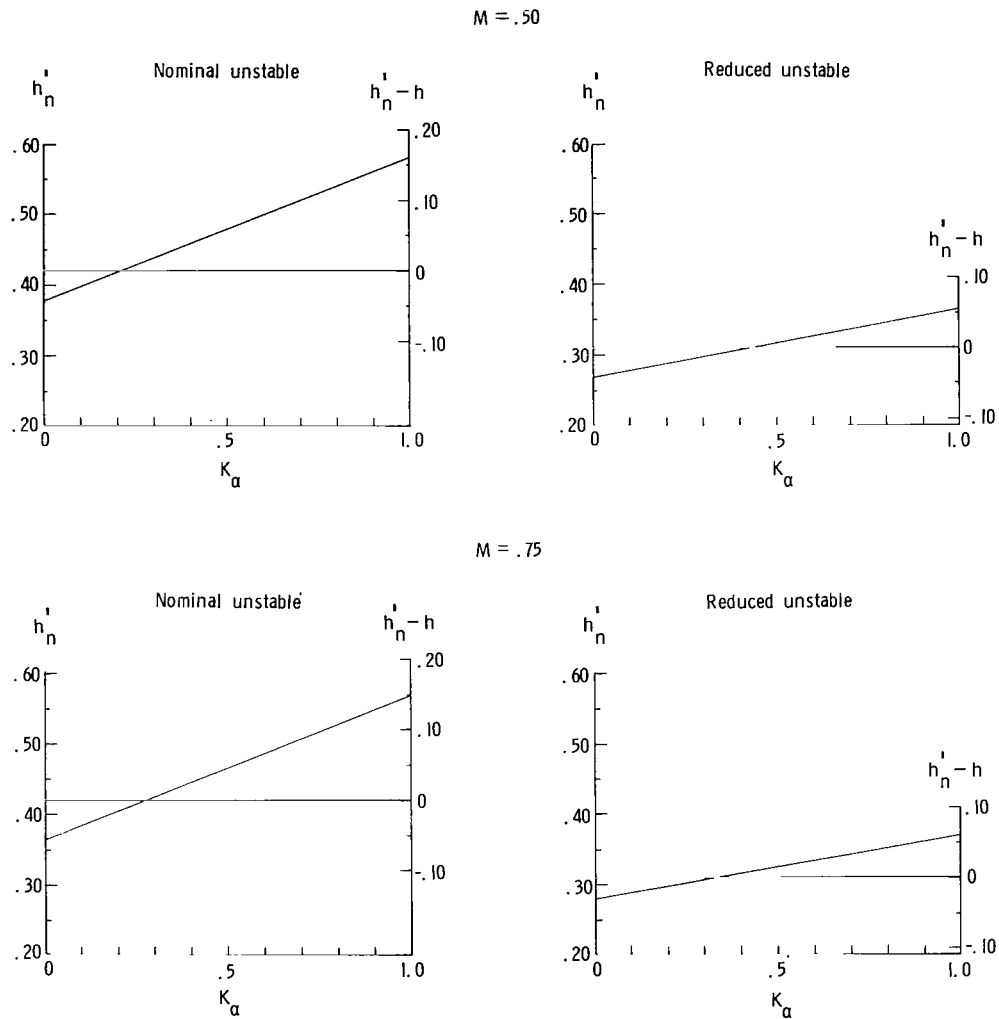 M = .50
Nominal unstable
Reduced unstable
h'n
h'n – h
h'n
h'n – h
.60
.50
.40
.30
.20
.20
.10
0
-.10
.60
.50
.40
.30
.20
.10
0
-.10
0
.5
1.0
0
.5
1.0
Kα
Kα
M = .75
Nominal unstable
Reduced unstable
h'n
h'n – h
h'n
h'n – h
.60
.50
.40
.30
.20
.20
.10
0
-.10
.60
.50
.40
.30
.20
.10
0
-.10
0
.5
1.0
0
.5
1.0
Kα
Kα